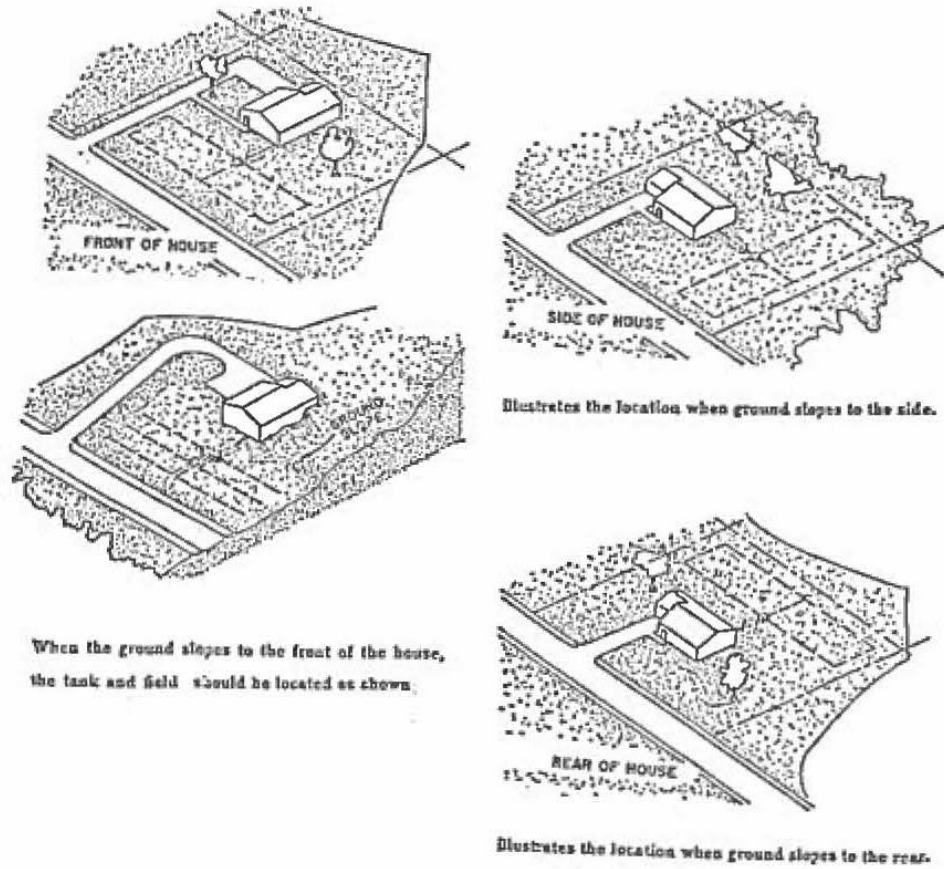 FRONT OF HOUSE
GROUND
SLOPE
When the ground slopes to the front of the house,
the tank and field should be located as shown.
SIDE OF HOUSE
Illustrates the location when ground slopes to the side.
REAR OF HOUSE
Illustrates the location when ground slopes to the rear.